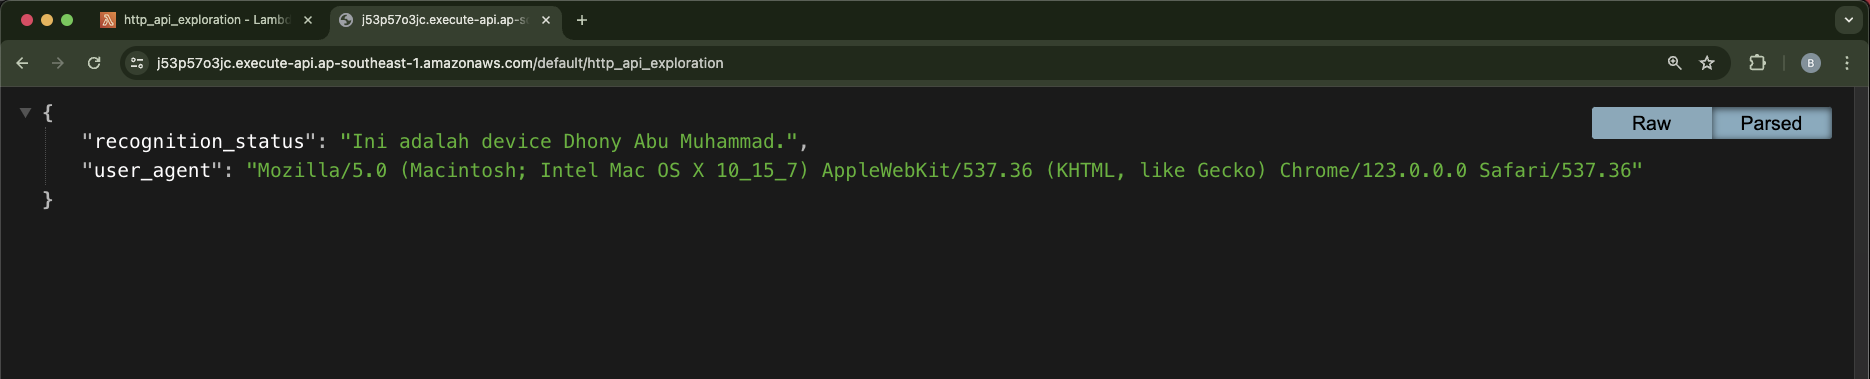 http_api_exploration - Lambd
j53p57o3jc.execute-api.ap-s
j53p57o3jc.execute-api.ap-southeast-1.amazonaws.com/default/http_api_exploration
B
{
Raw
Parsed
"recognition_status": "Ini adalah device Dhony Abu Muhammad.",
"user_agent": "Mozilla/5.0 (Macintosh; Intel Mac OS X 10_15_7) AppleWebKit/537.36 (KHTML, like Gecko) Chrome/123.0.0.0 Safari/537.36"
}